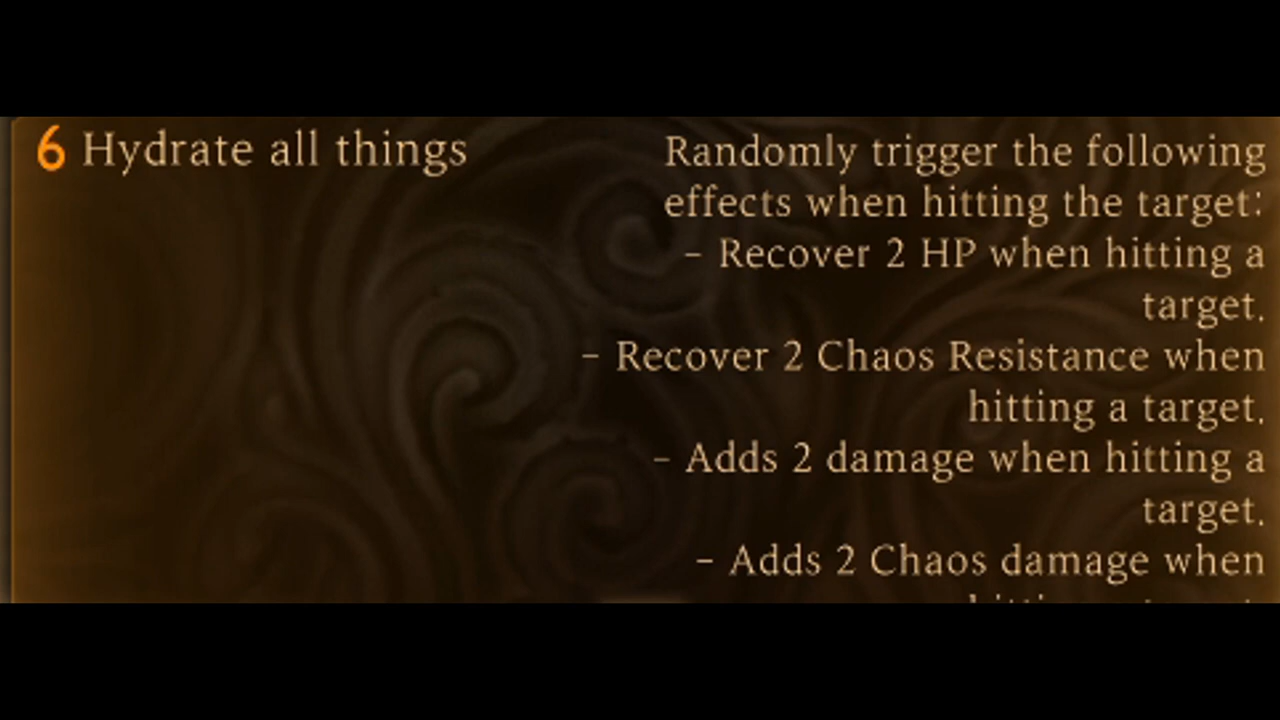 6 Hydrate all things
Randomly trigger the following
effects when hitting the target:
- Recover 2 HP when hitting a
target.
- Recover 2 Chaos Resistance when
hitting a target.
- Adds 2 damage when hitting a
target.
- Adds 2 Chaos damage when